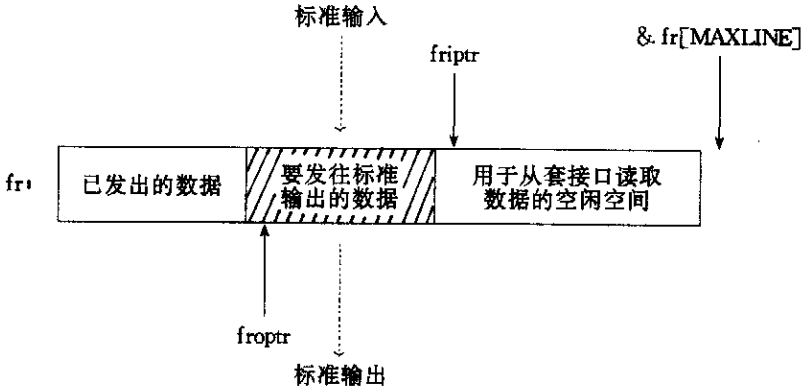 标准输入
friptr
& fr[MAXLINE]
fr:
已发出的数据
要发往标准
输出的数据
用于从套接口读取
数据的空闲空间
froptr
标准输出